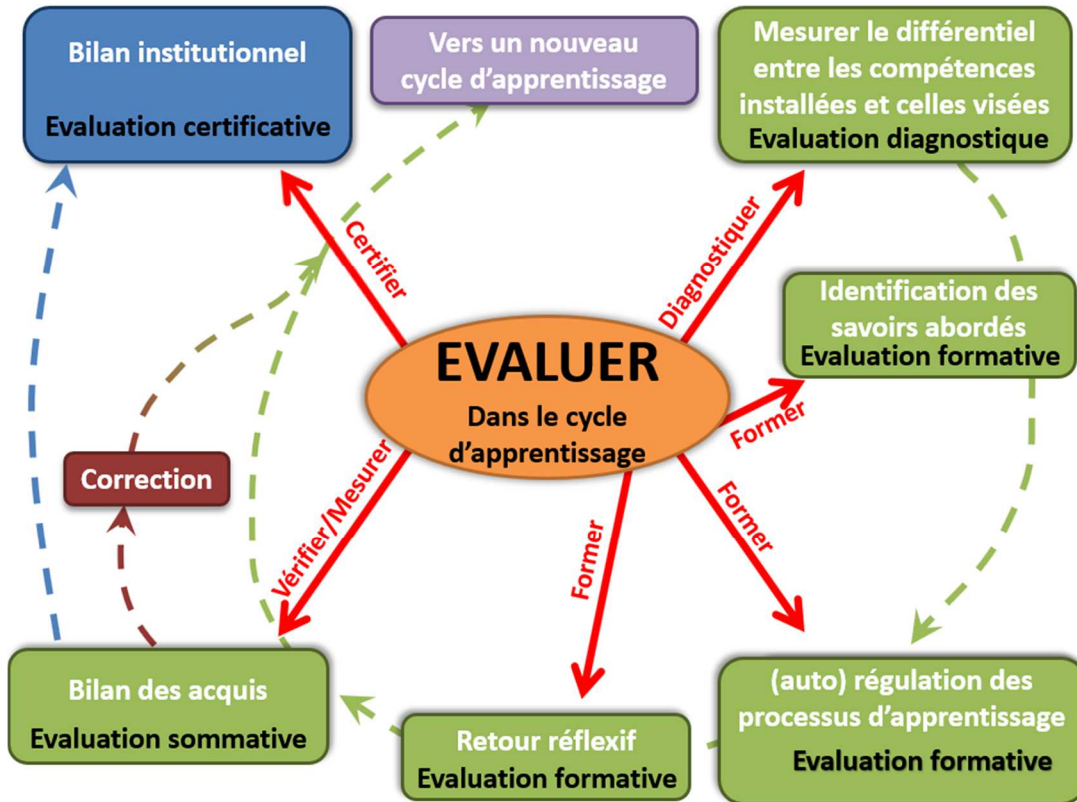 Bilan institutionnel
Evaluation certificative
Vers un nouveau
cycle d'apprentissage
Mesurer le différentiel
entre les compétences
installées et celles visées
Evaluation diagnostique
Certifier
Diagnostiquer
Identification des
savoirs abordés
Evaluation formative
EVALUER
Dans le cycle
d'apprentissage
Former
Correction
Vérifier/Mesurer
Former
Former
Bilan des acquis
Evaluation sommative
Retour réflexif
Evaluation formative
(auto) régulation des
processus d'apprentissage
Evaluation formative